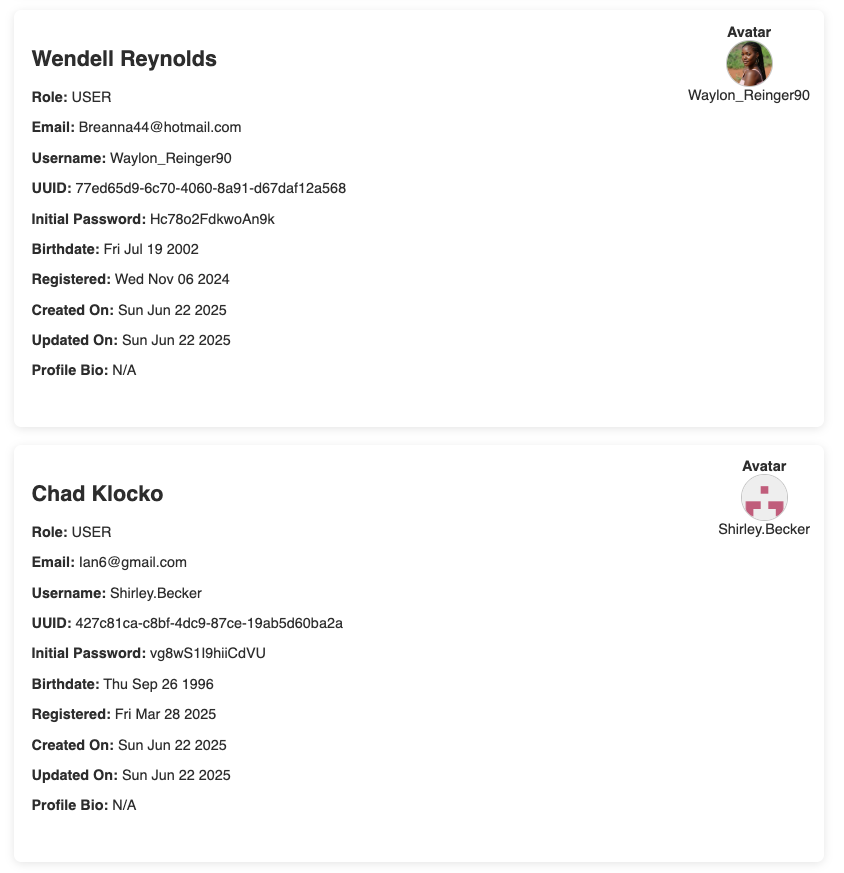 Avatar
Wendell Reynolds
Waylon_Reinger90
Role: USER
Email: Breanna44@hotmail.com
Username: Waylon_Reinger90
UUID: 77ed65d9-6c70-4060-8a91-d67daf12a568
Initial Password: Hc78o2FdkwoAn9k
Birthdate: Fri Jul 19 2002
Registered: Wed Nov 06 2024
Created On: Sun Jun 22 2025
Updated On: Sun Jun 22 2025
Profile Bio: N/A
Avatar
Chad Klocko
Shirley.Becker
Role: USER
Email: Ian6@gmail.com
Username: Shirley.Becker
UUID: 427c81ca-c8bf-4dc9-87ce-19ab5d60ba2a
Initial Password: vg8wS1I9hiiCdVU
Birthdate: Thu Sep 26 1996
Registered: Fri Mar 28 2025
Created On: Sun Jun 22 2025
Updated On: Sun Jun 22 2025
Profile Bio: N/A